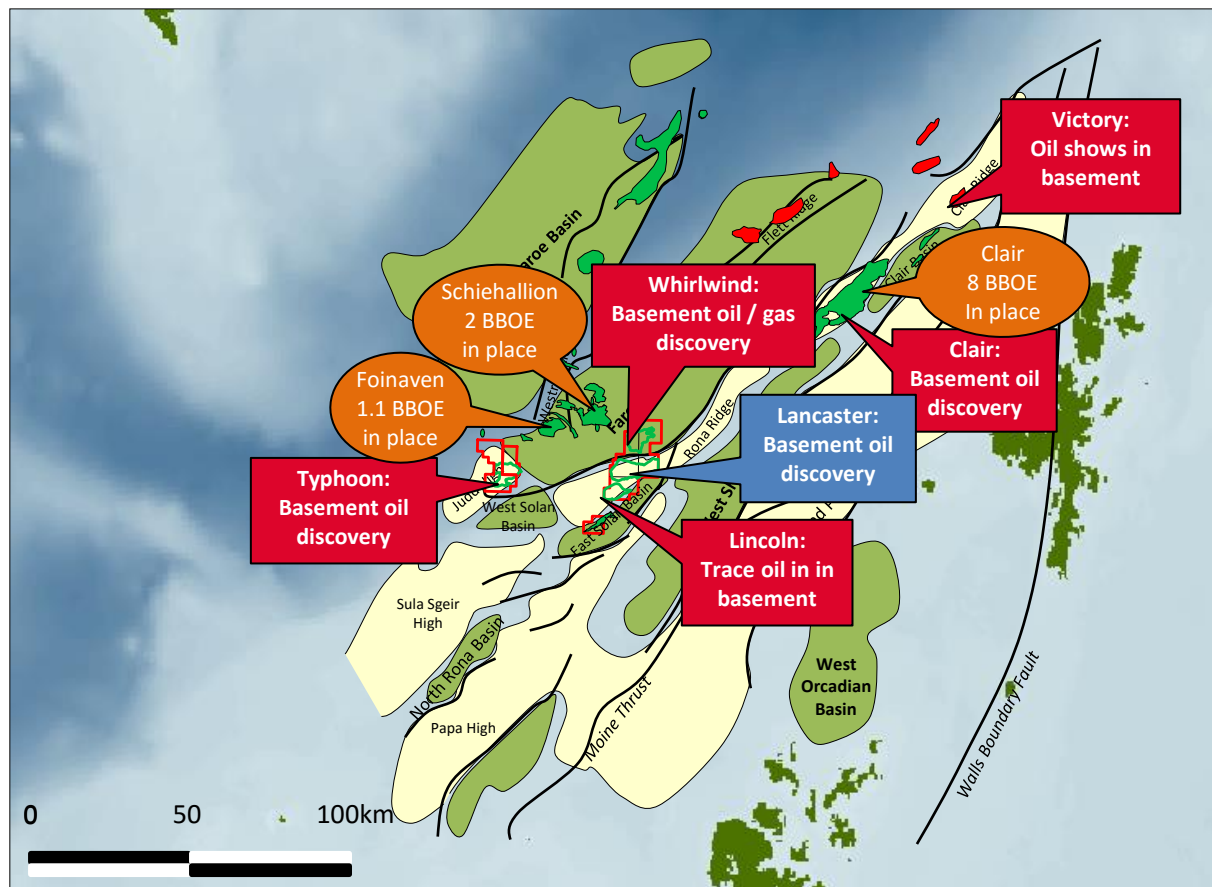 Victory:
Oil shows in
basement
Clair
8 BBOE
In place
Clair:
Basement oil
discovery
Whirlwind:
Basement oil / gas
discovery
Schiehallion
2 BBOE
in place
Foinaven
1.1 BBOE
in place
Lancaster:
Basement oil
discovery
Typhoon:
Basement oil
discovery
Lincoln:
Trace oil in in
basement
Flett Ridge
Ridge
Clair
Rona Ridge
West Solan
Basin
East Solan Basin
Basin
Sula Sgeir
High
North Rona Basin
Papa High
Moine Thrust
West
Orcadian
Basin
Walls Boundary Fault
0
50
100km